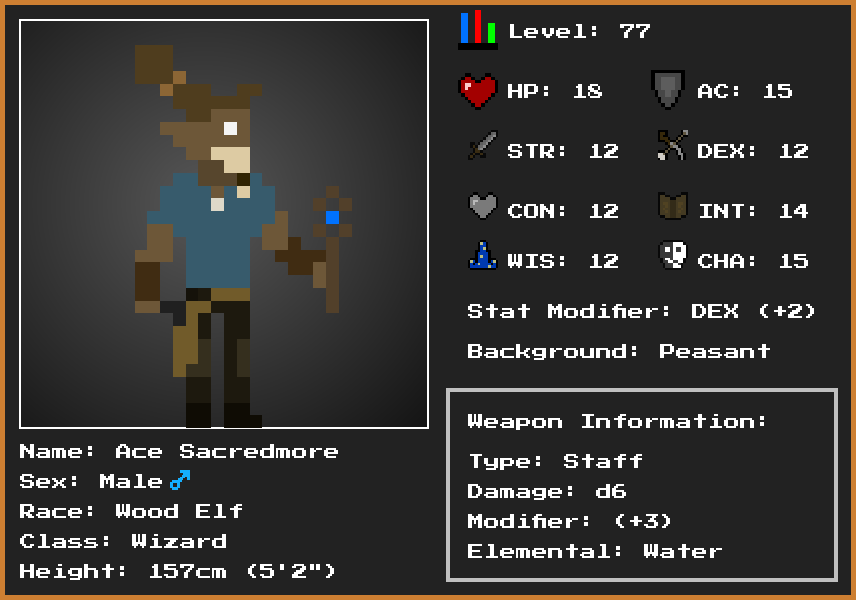 Level: 77
HP: 18 AC: 15
STR: 12 DEX: 12
CON: 12 INT: 14
WIS: 12 CHA: 15
Stat Modifier: DEX (+2)
Background: Peasant
Weapon Information:
Type: Staff
Damage: d6
Modifier: (+3)
Elemental: Water
Name: Ace Sacredmore
Sex: Male♂
Race: Wood Elf
Class: Wizard
Height: 157cm (5'2")